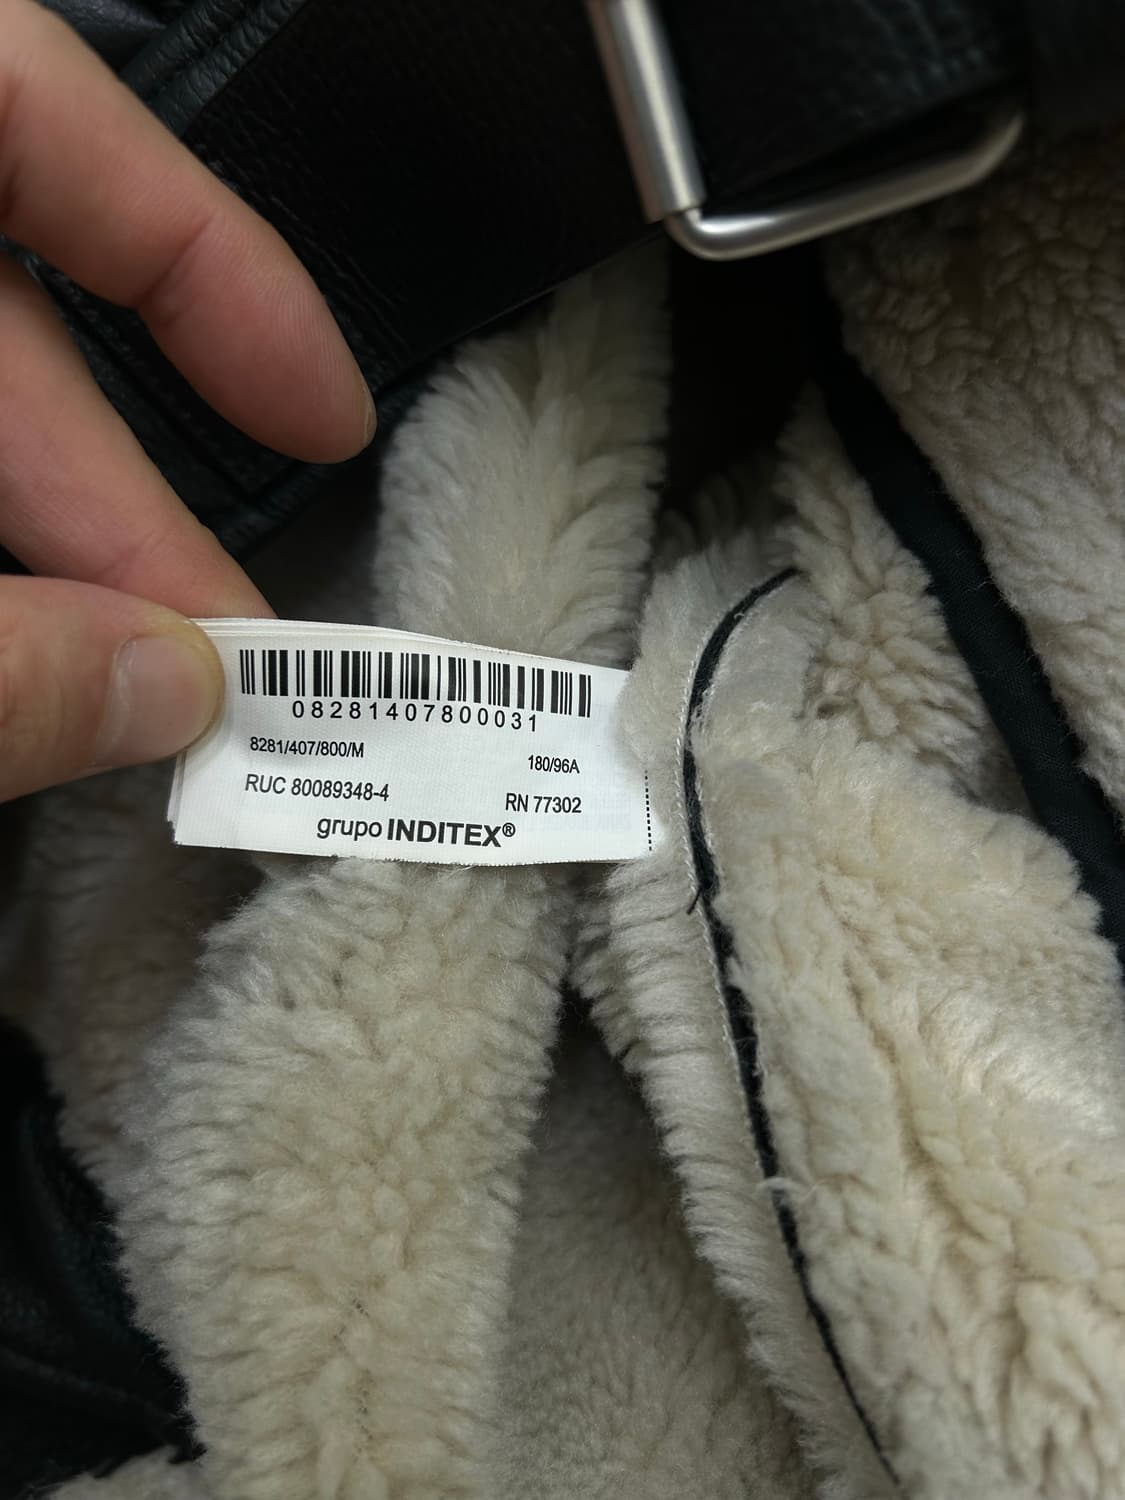 08281407800031
8281/407/800/M
180/96A
RUC 80089348-4
RN 77302
grupo INDITEX®